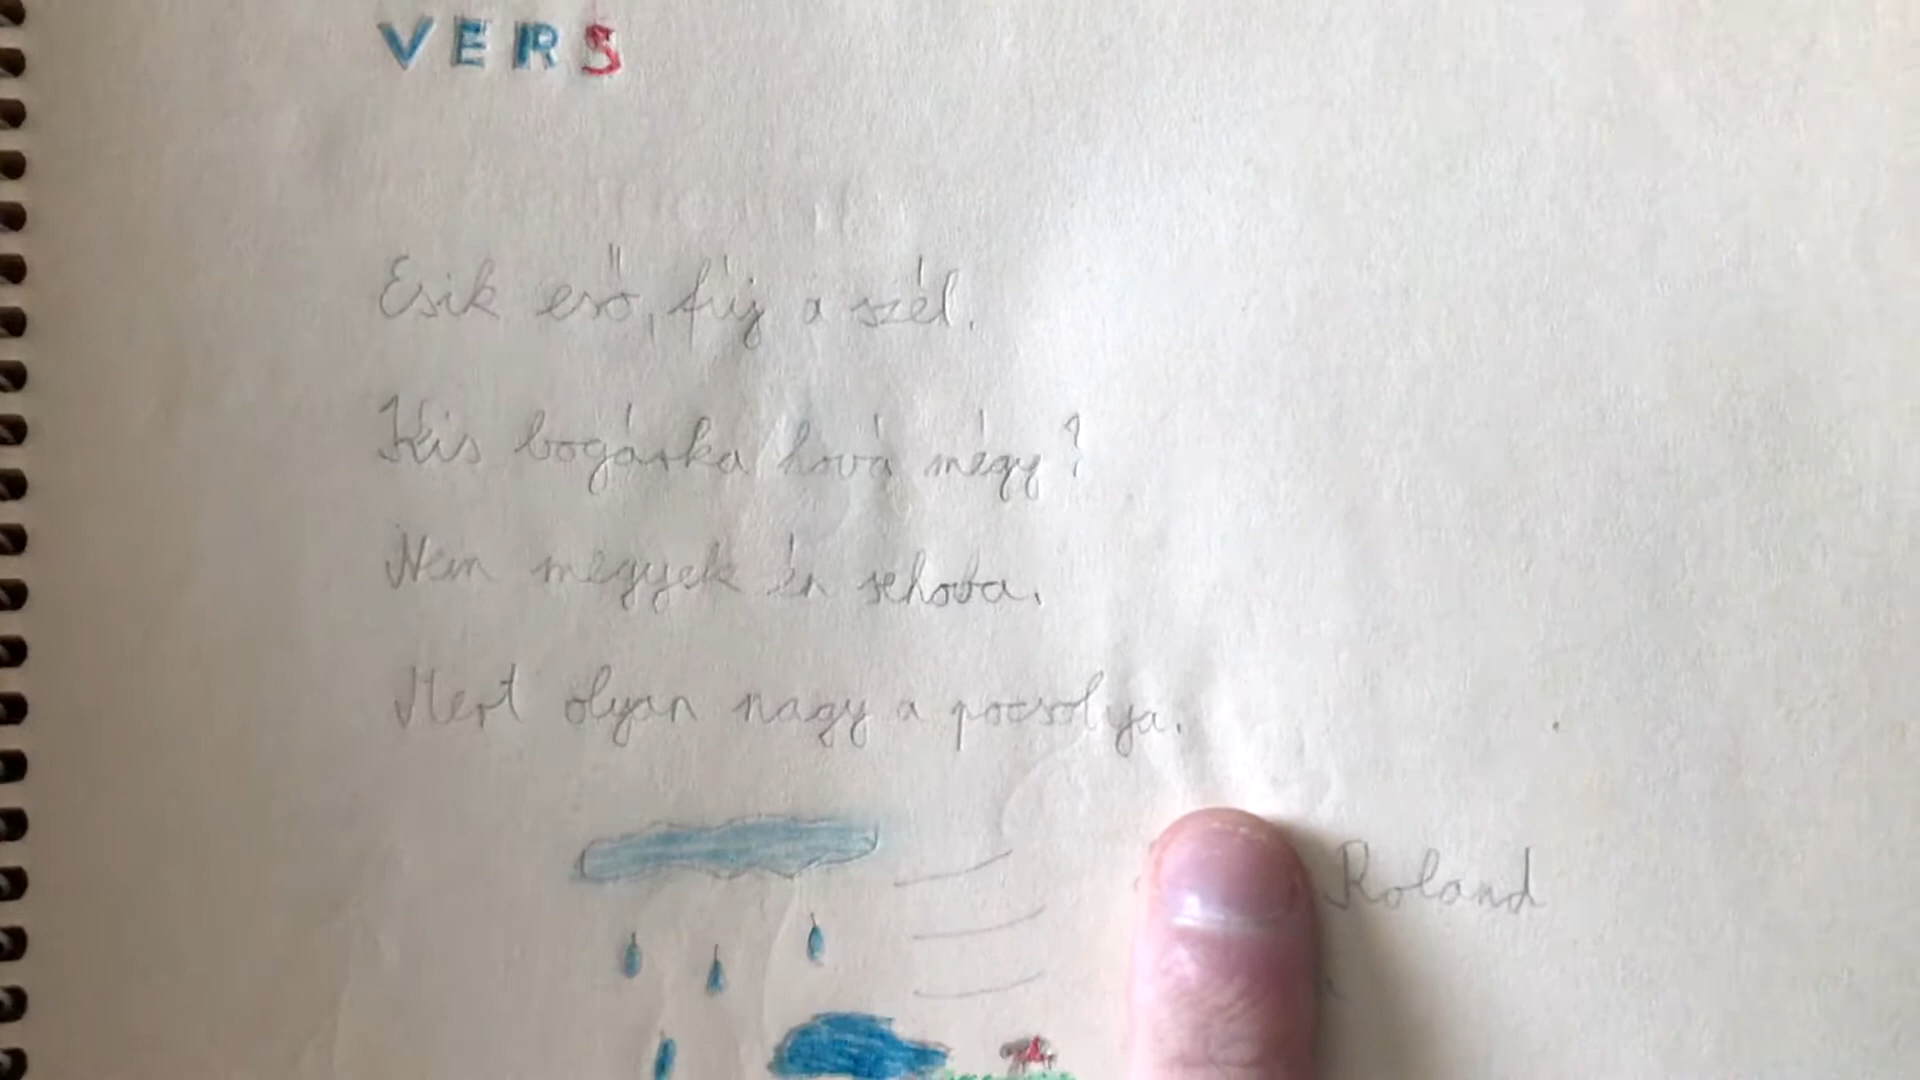 VERS
Esik eső, fúj a szél.
Kis bogárka hová mégy?
Nem megyek én sehova.
Mert olyan nagy a pocsolya.
Roland